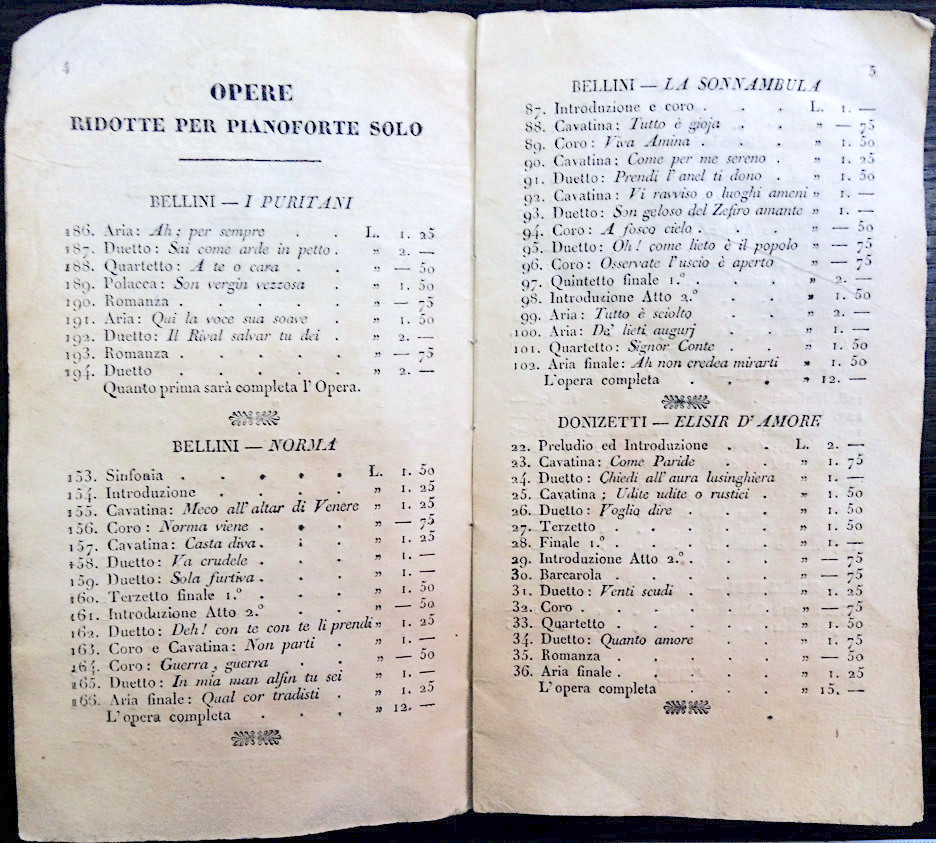 4
OPERE
RIDOTTE PER PIANOFORTE SOLO
BELLINI — I PURITANI
186. Aria: Ah; per sempre . . L. 1. 25
187. Duetto: Sai come arde in petto . „ 2. —
188. Quartetto: A te o cara . . „ — 50
189. Polacca: Son vergin vezzosa . „ 1. 50
190. Romanza . . . . . „ — 75
191. Aria: Qui la voce sua soave . „ 1. 50
192. Duetto: Il Rival salvar tu dei . „ 2. —
193. Romanza . . . . . „ — 75
194. Duetto . . . . . „ 2. —
Quanto prima sarà completa l'Opera.
BELLINI — NORMA
153. Sinfonia . . . . . L. 1. 50
154. Introduzione . . . . „ 1. 25
155. Cavatina: Meco all'altar di Venere „ 1. 25
156. Coro: Norma viene . . . „ — 75
157. Cavatina: Casta diva . . . „ 1. 25
158. Duetto: Va crudele . . . „ 1. —
159. Duetto: Sola furtiva . . . „ 1. —
160. Terzetto finale 1.° . . . „ 1. 50
161. Introduzione Atto 2.° . . „ — 50
162. Duetto: Deh! con te con te li prendi „ 1. 25
163. Coro e Cavatina: Non parti . „ 1. —
164. Coro: Guerra, guerra . . „ — 50
165. Duetto: In mia man alfin tu sei „ 1. —
166. Aria finale: Qual cor tradisti . „ 1. 25
L'opera completa . . . „ 12. —
5
BELLINI — LA SONNAMBULA
87. Introduzione e coro . . . L. 1. —
88. Cavatina: Tutto è gioja . . „ — 75
89. Coro: Viva Amina . . . „ 1. 50
90. Cavatina: Come per me sereno . „ 1. 25
91. Duetto: Prendi l'anel ti dono . „ 1. 50
92. Cavatina: Vi ravviso o luoghi ameni „ 1. —
93. Duetto: Son geloso del Zefiro amante „ 1. —
94. Coro: A fosco cielo . . . „ — 50
95. Duetto: Oh! come lieto è il popolo „ — 75
96. Coro: Osservate l'uscio è aperto „ — 75
97. Quintetto finale 1.° . . . „ 2. —
98. Introduzione Atto 2.° . . „ 1. 50
99. Aria: Tutto è sciolto . . „ 2. —
100. Aria: De' lieti augurj . . „ 1. —
101. Quartetto: Signor Conte . . „ 1. 50
102. Aria finale: Ah non credea mirarti „ 1. 50
L'opera completa . . . „ 12. —
DONIZETTI — ELISIR D'AMORE
22. Preludio ed Introduzione . . L. 2. —
23. Cavatina: Come Paride . . „ 1. 75
24. Duetto: Chiedi all'aura lusinghiera „ 1. —
25. Cavatina; Udite udite o rustici . „ 1. 50
26. Duetto: Voglio dire . . . „ 1. 50
27. Terzetto . . . . . „ 1. 50
28. Finale 1.° . . . . . „ 1. —
29. Introduzione Atto 2.° . . . „ — 75
30. Barcarola . . . . . „ — 75
31. Duetto: Venti scudi . . . „ 1. 25
32. Coro . . . . . . „ — 75
33. Quartetto . . . . . „ 1. 50
34. Duetto: Quanto amore . . „ 1. 75
35. Romanza . . . . . „ — 50
36. Aria finale . . . . . „ 1. 25
L'opera completa . . . „ 15. —